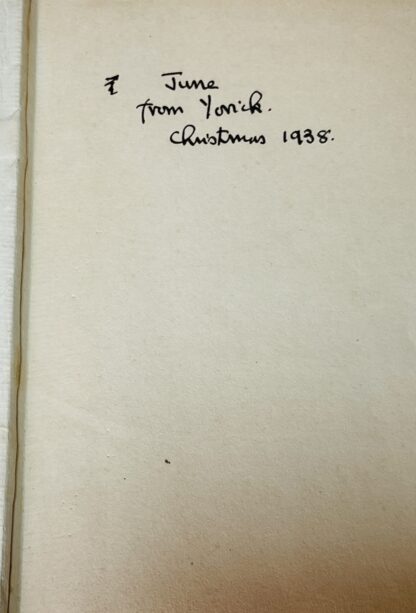 June
from Yorick.
Christmas 1938.